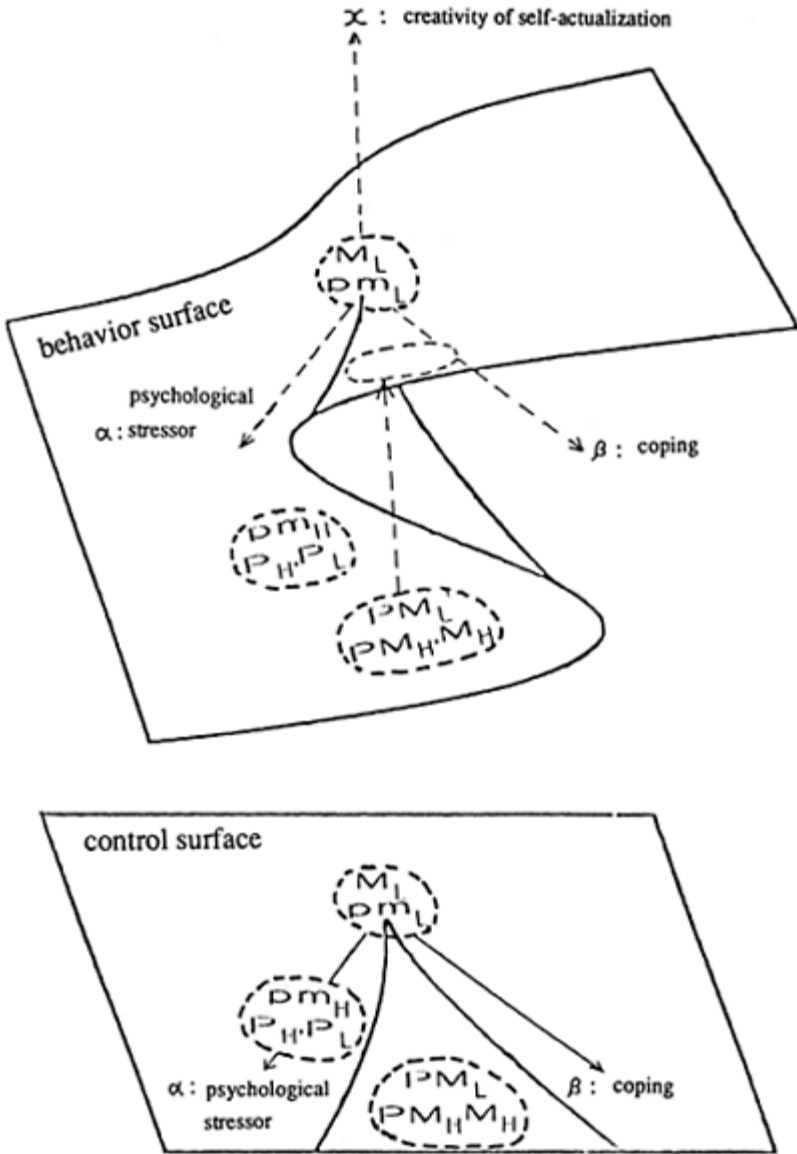 x : creativity of self-actualization
M_L
pm_L
behavior surface
psychological
α : stressor
β : coping
pm_H
P_H.P_L
PM_L
PM_H.M_H
control surface
M_L
pm_L
pm_H
P_H.P_L
α : psychological
stressor
β : coping
PM_L
PM_H M_H